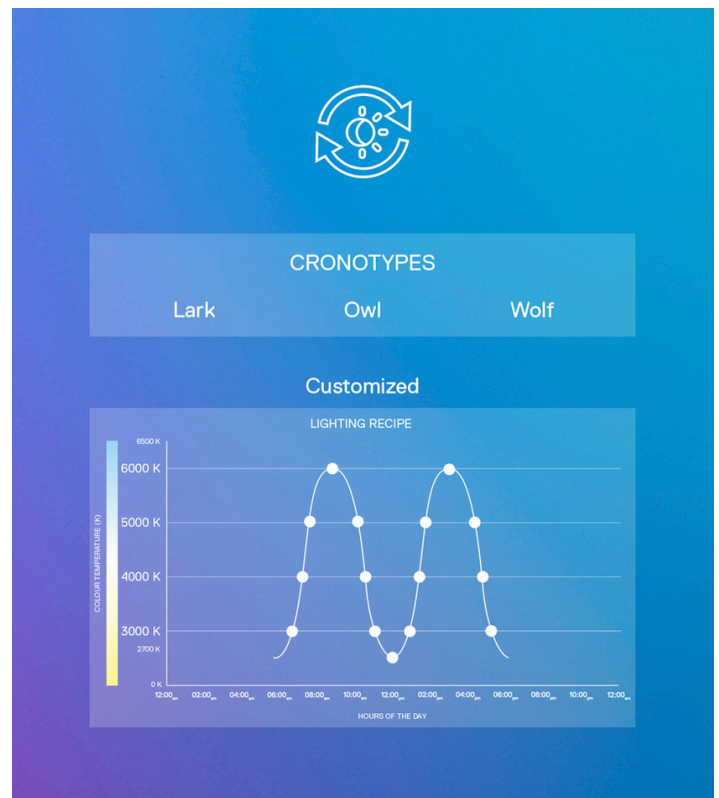 CRONOTYPES
Lark Owl Wolf
Customized
LIGHTING RECIPE
COLOUR TEMPERATURE (K)
6500 K
6000 K
5000 K
4000 K
3000 K
2700 K
0 K
12:00 02:00 04:00 06:00 08:00 10:00 12:00 02:00 04:00 06:00 08:00 10:00 12:00
HOURS OF THE DAY